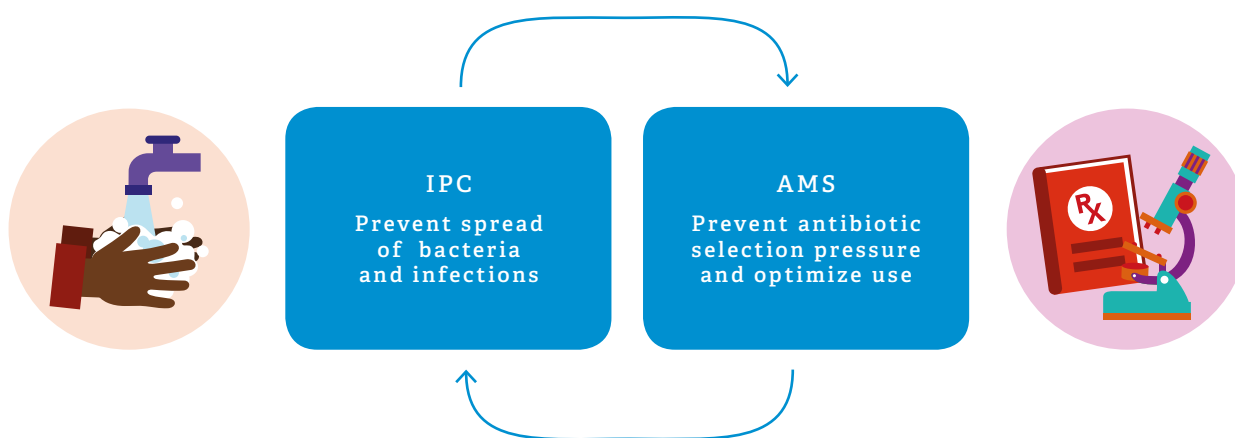 IPC
Prevent spread
of bacteria
and infections
AMS
Prevent antibiotic
selection pressure
and optimize use
Rx